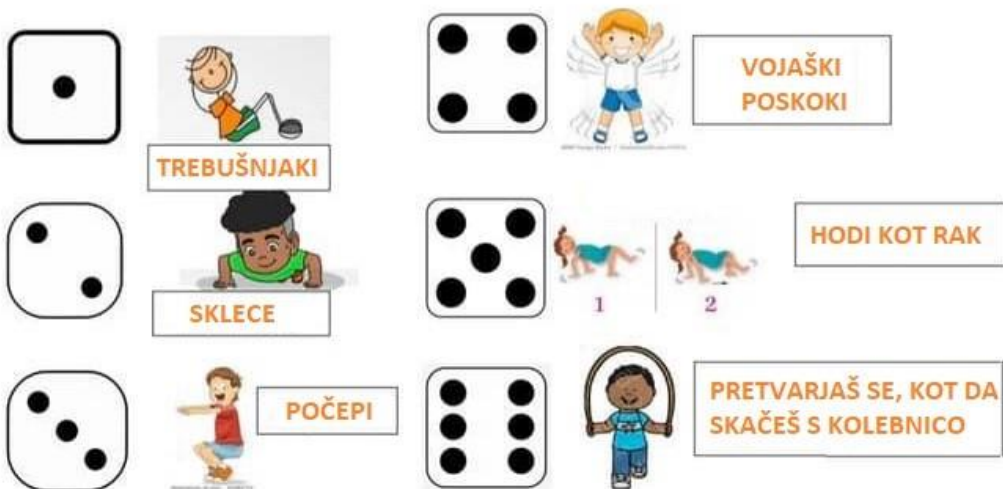 TREBUŠNJAKI
SKLECE
POČEPI
VOJAŠKI
POSKOKI
HODI KOT RAK
1 2
PRETVARJAŠ SE, KOT DA
SKAČEŠ S KOLEBNICO